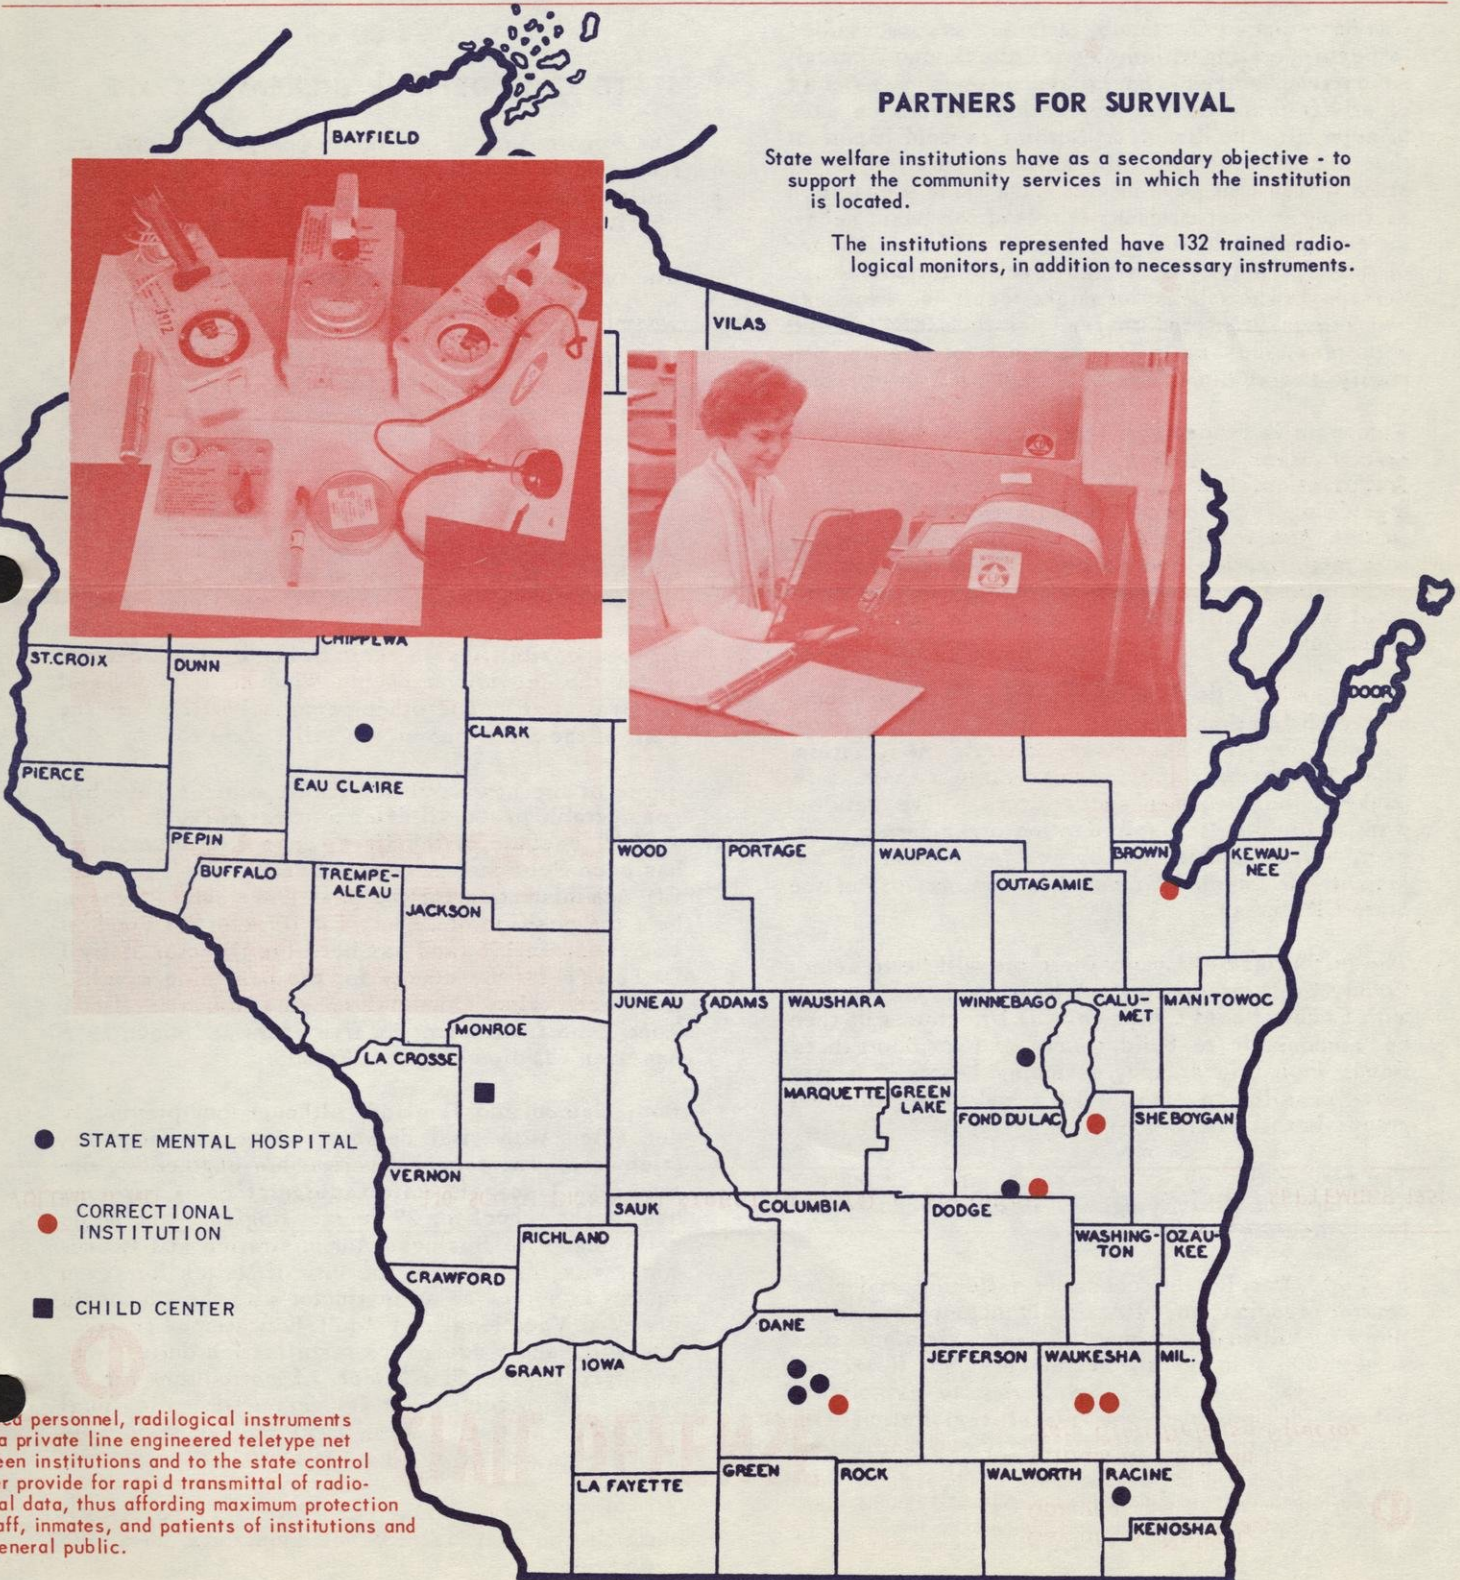 PARTNERS FOR SURVIVAL
State welfare institutions have as a secondary objective - to
support the community services in which the institution
is located.
The institutions represented have 132 trained radio-
logical monitors, in addition to necessary instruments.
BAYFIELD
VILAS
1912
CHIPPEWA
ST.CROIX
DUNN
CLARK
DOOR
PIERCE
EAU CLAIRE
PEPIN
BUFFALO
TREMPE-
ALEAU
JACKSON
WOOD
PORTAGE
WAUPACA
OUTAGAMIE
BROWN
KEWAU-
NEE
JUNEAU
ADAMS
WAUSHARA
WINNEBAGO
CALU-
MET
MANITOWOC
MONROE
LA CROSSE
MARQUETTE
GREEN
LAKE
FOND DU LAC
SHEBOYGAN
STATE MENTAL HOSPITAL
CORRECTIONAL
INSTITUTION
CHILD CENTER
VERNON
SAUK
COLUMBIA
DODGE
RICHLAND
WASHING-
TON
OZAU-
KEE
CRAWFORD
DANE
GRANT
IOWA
JEFFERSON
WAUKESHA
MIL.
LA FAYETTE
GREEN
ROCK
WALWORTH
RACINE
KENOSHA
personnel, radilogical instruments
a private line engineered teletype net
een institutions and to the state control
er provide for rapid transmittal of radio-
al data, thus affording maximum protection
aff, inmates, and patients of institutions and
eneral public.